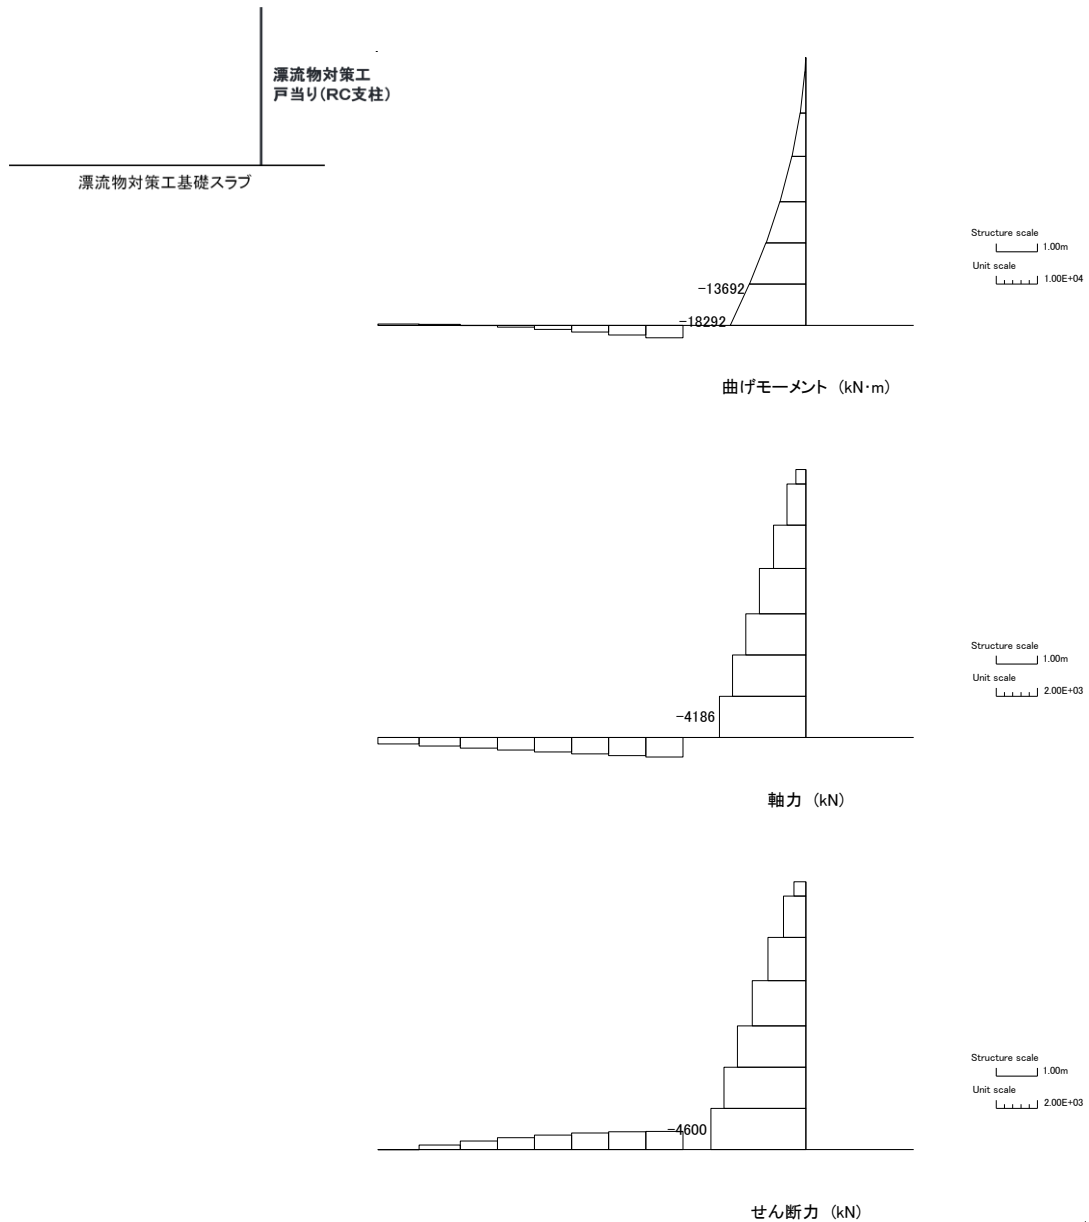 漂流物対策工
戸当り(RC支柱)
漂流物対策工基礎スラブ
Structure scale
1.00m
Unit scale
1.00E+04
-13692
-18292
曲げモーメント (kN・m)
Structure scale
1.00m
Unit scale
2.00E+03
-4186
軸力 (kN)
Structure scale
1.00m
Unit scale
2.00E+03
-4600
せん断力 (kN)